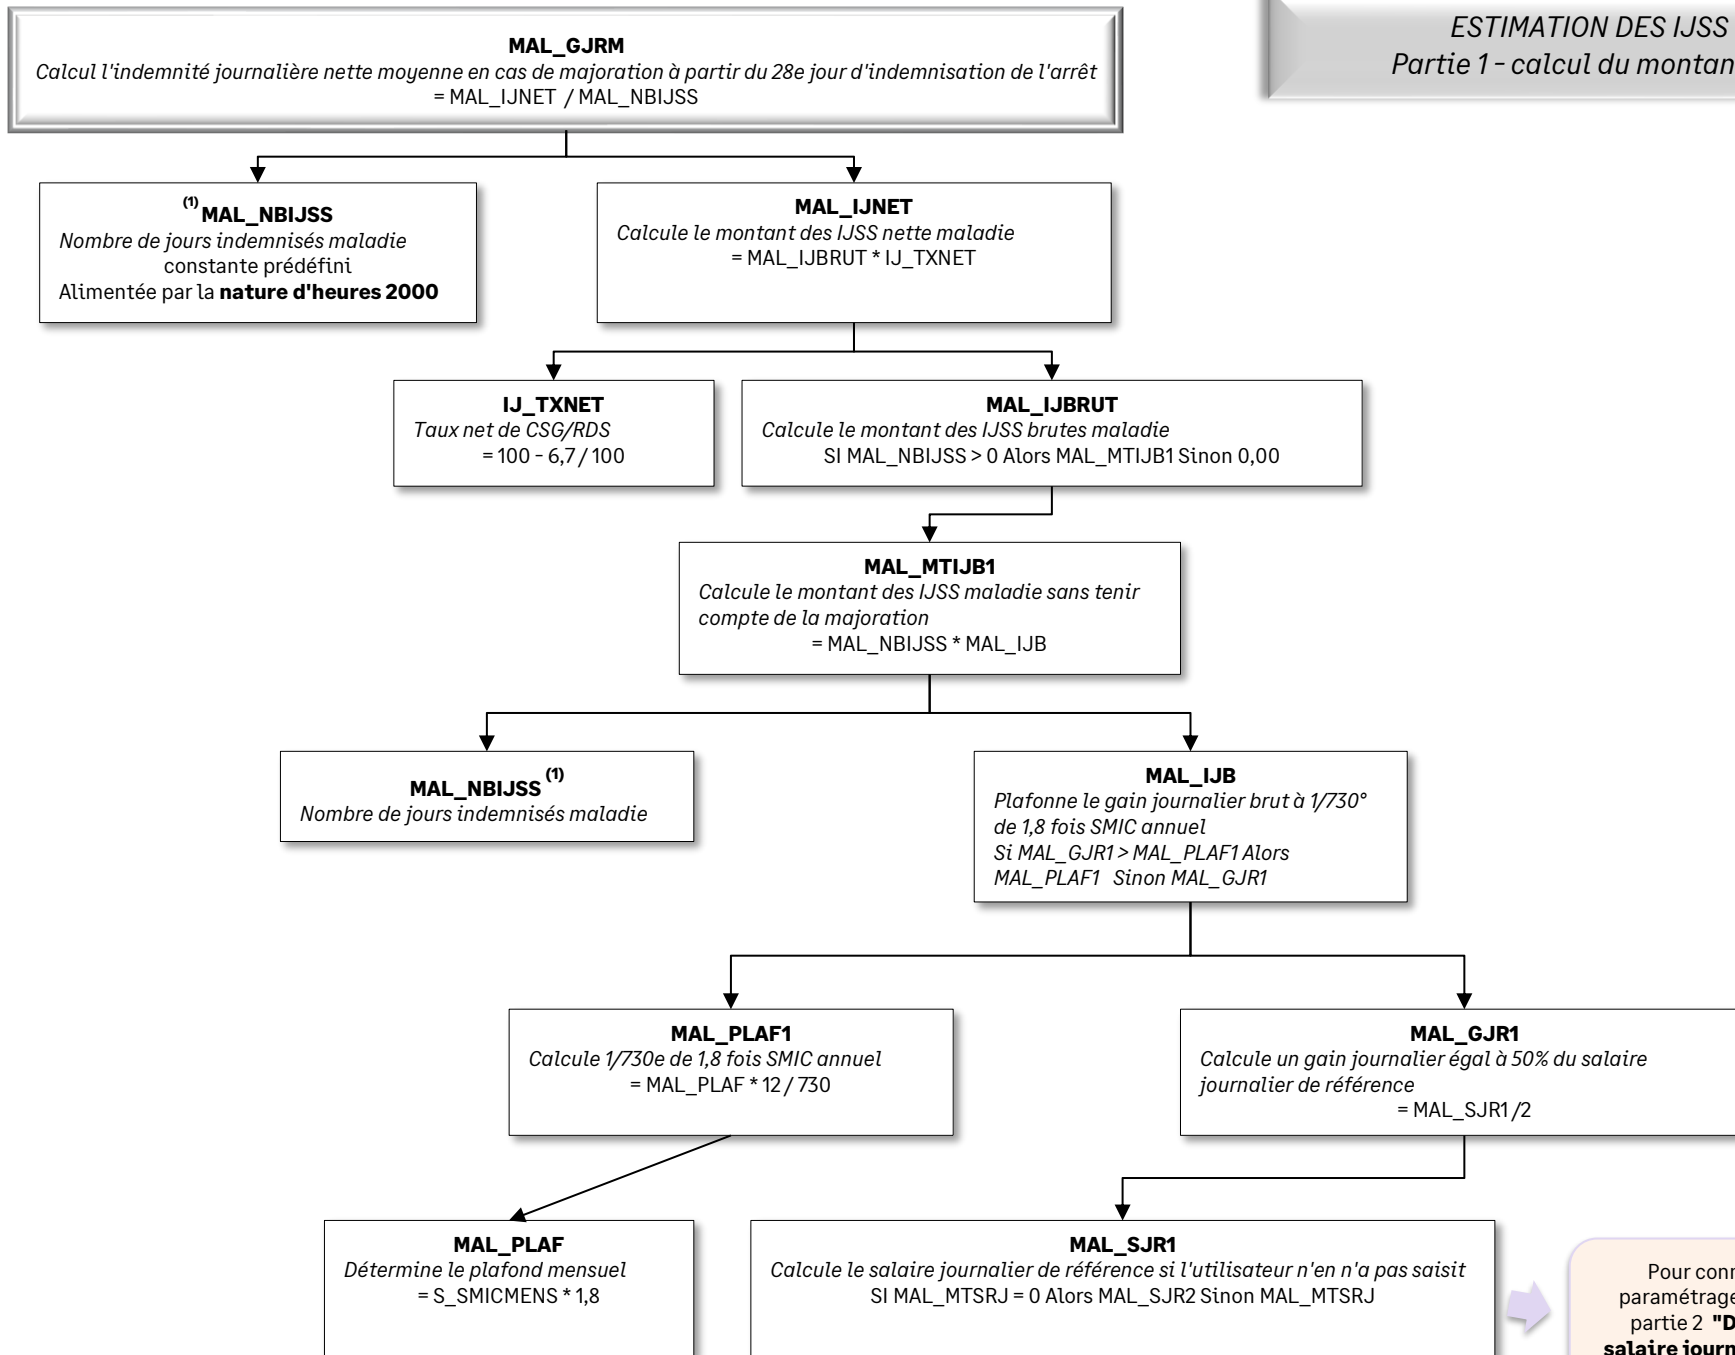 ESTIMATION DES IJSS
Partie 1 - calcul du montan
MAL_GJRM
Calcul l'indemnité journalière nette moyenne en cas de majoration à partir du 28e jour d'indemnisation de l'arrêt
= MAL_IJNET / MAL_NBIJSS
(1) MAL_NBIJSS
Nombre de jours indemnisés maladie
constante prédéfini
Alimentée par la nature d'heures 2000
MAL_IJNET
Calcule le montant des IJSS nette maladie
= MAL_IJBRUT * IJ_TXNET
IJ_TXNET
Taux net de CSG/RDS
= 100 - 6,7 / 100
MAL_IJBRUT
Calcule le montant des IJSS brutes maladie
SI MAL_NBIJSS > 0 Alors MAL_MTIJB1 Sinon 0,00
MAL_MTIJB1
Calcule le montant des IJSS maladie sans tenir
compte de la majoration
= MAL_NBIJSS * MAL_IJB
MAL_NBIJSS (1)
Nombre de jours indemnisés maladie
MAL_IJB
Plafonne le gain journalier brut à 1/730°
de 1,8 fois SMIC annuel
Si MAL_GJR1 > MAL_PLAF1 Alors
MAL_PLAF1 Sinon MAL_GJR1
MAL_PLAF1
Calcule 1/730e de 1,8 fois SMIC annuel
= MAL_PLAF * 12 / 730
MAL_GJR1
Calcule un gain journalier égal à 50% du salaire
journalier de référence
= MAL_SJR1 /2
MAL_PLAF
Détermine le plafond mensuel
= S_SMICMENS * 1,8
MAL_SJR1
Calcule le salaire journalier de référence si l'utilisateur n'en n'a pas saisit
SI MAL_MTSRJ = 0 Alors MAL_SJR2 Sinon MAL_MTSRJ
Pour conn
paramétrage
partie 2 "D
salaire journ